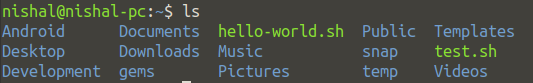 nishal@nishal-pc:~$ ls
Android Documents hello-world.sh Public Templates
Desktop Downloads Music snap test.sh
Development gems Pictures temp Videos